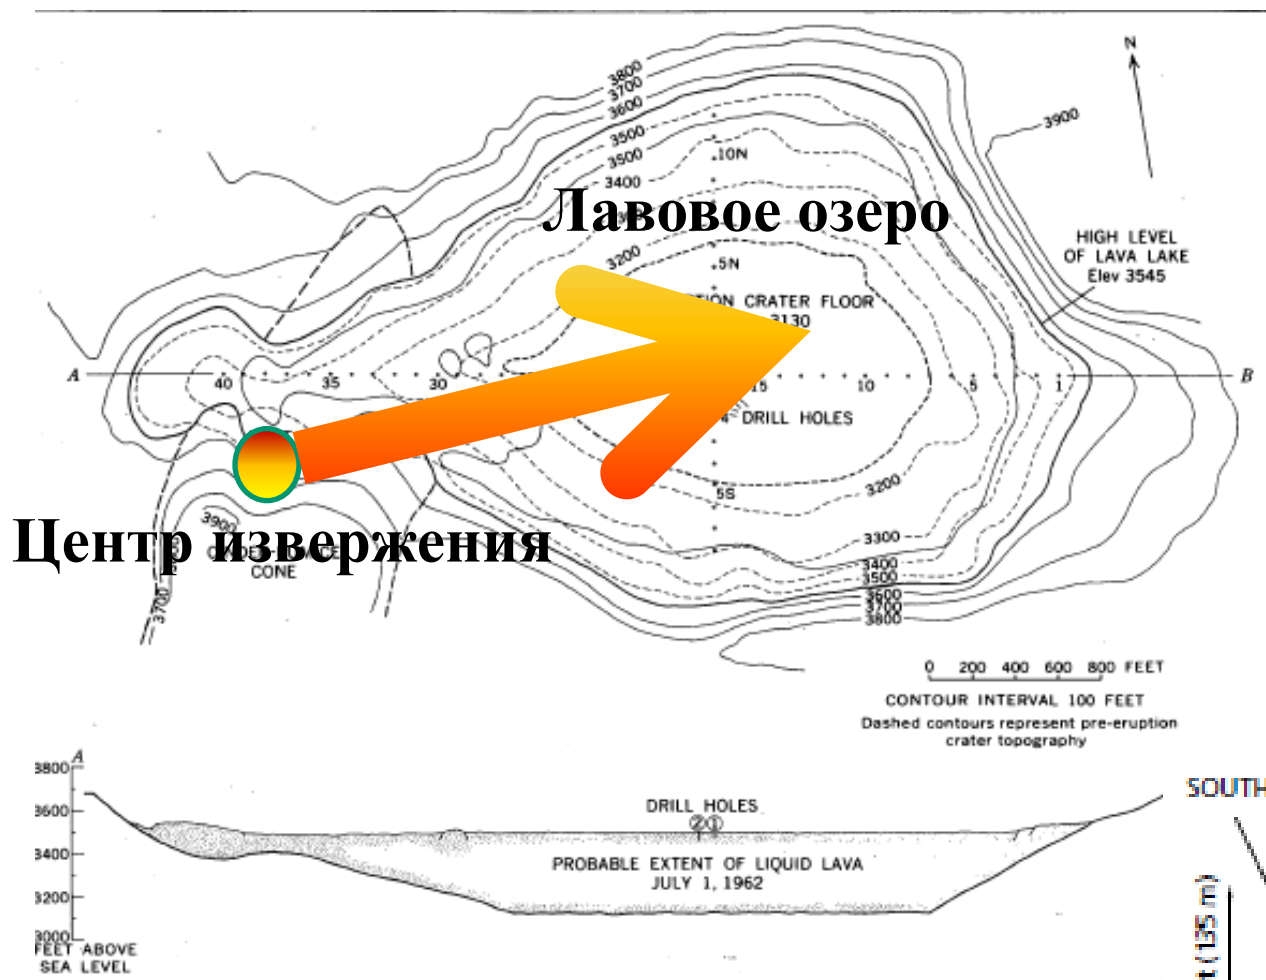 3800
3700
3600
3500
3500
3400
3200
10N
5N
N
3900
Лавовое озеро
HIGH LEVEL
OF LAVA LAKE
Elev 3545
CRATER FLOOR
3130
A
40
35
30
15
10
5
1
B
DRILL HOLES
5S
3200
3300
3400
3500
3600
3700
3800
3900
Центр извержения
CONE
3700
0 200 400 600 800 FEET
CONTOUR INTERVAL 100 FEET
Dashed contours represent pre-eruption
crater topography
A
3800
3600
3400
3200
3000
FEET ABOVE
SEA LEVEL
DRILL HOLES
② ①
PROBABLE EXTENT OF LIQUID LAVA
JULY 1, 1962
SOUTH
t (135 m)